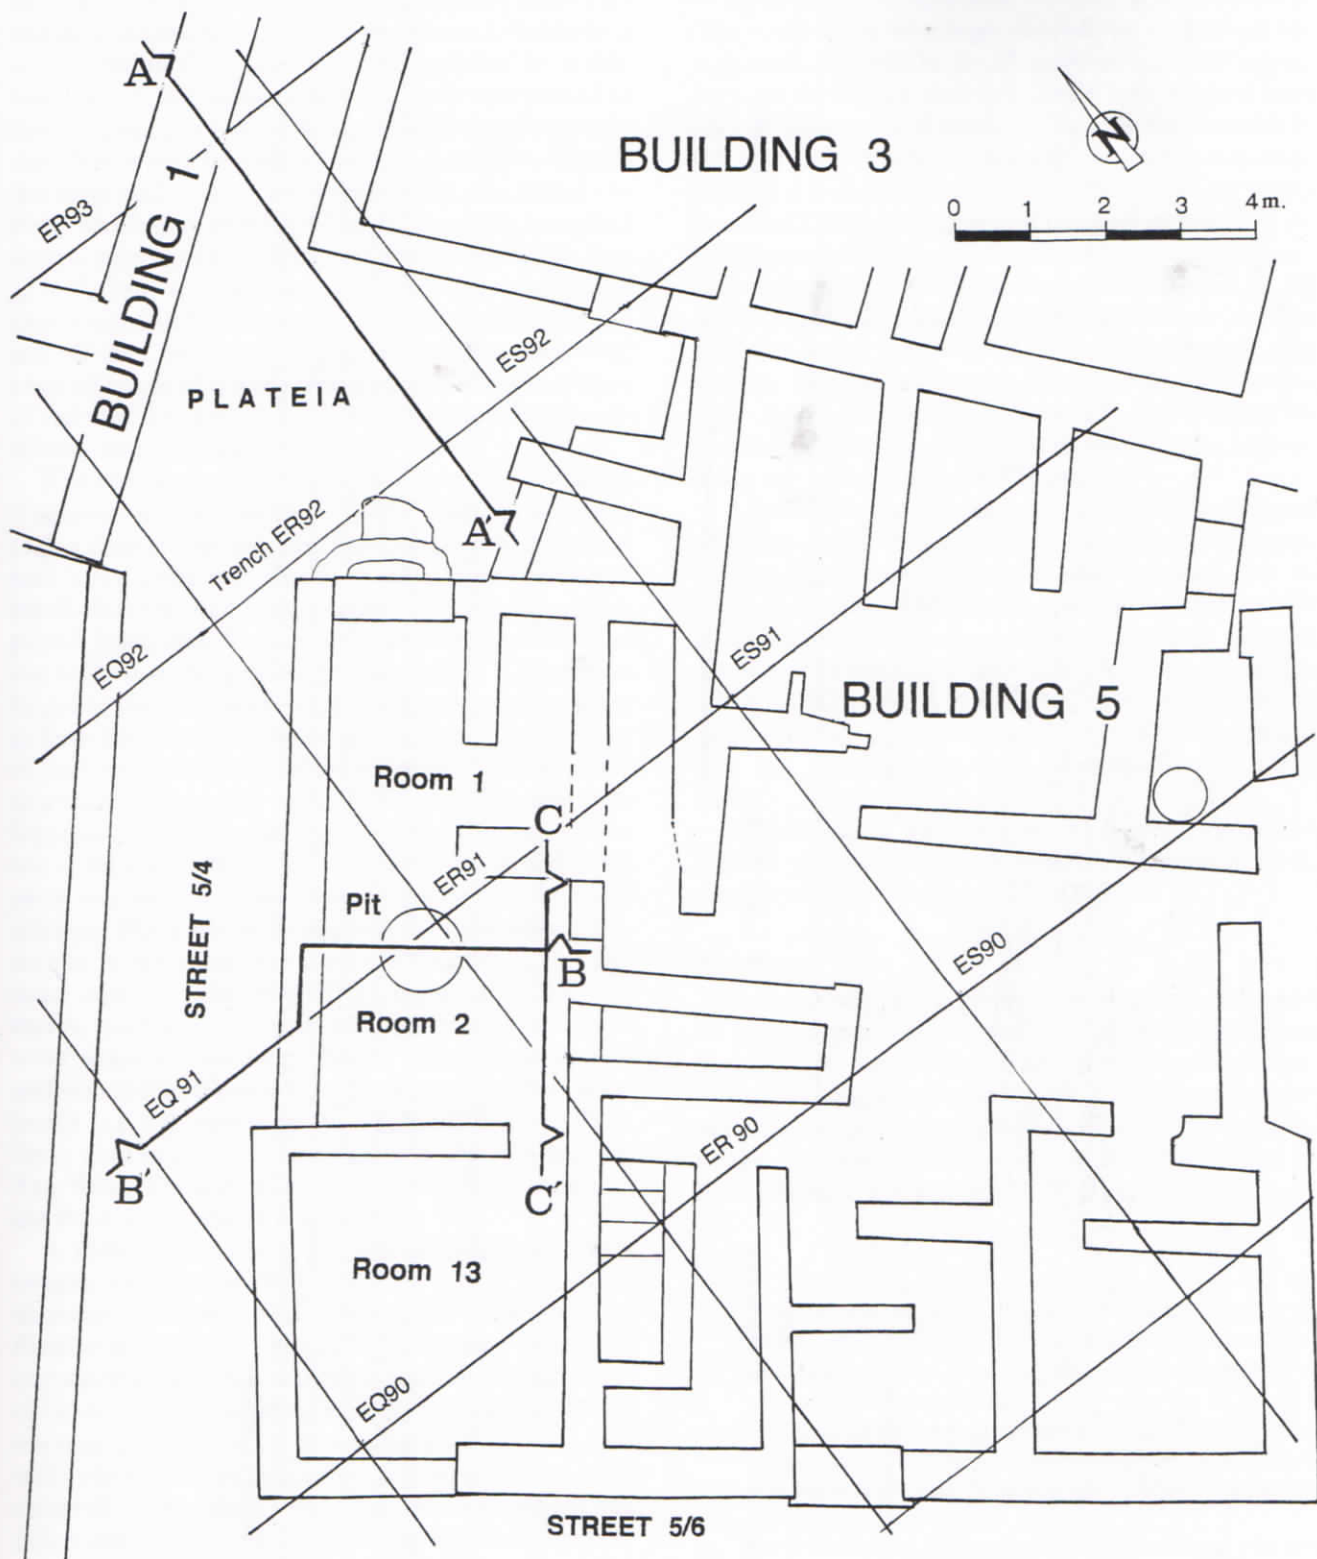 A
BUILDING 3
N
0 1 2 3 4 m.
BUILDING 1
ER93
ES92
PLATEIA
A′
Trench ER92
EQ92
ES91
BUILDING 5
Room 1
C
ER91
STREET 5/4
Pit
B
ES90
Room 2
EQ 91
ER 90
B′
C′
Room 13
EQ90
STREET 5/6